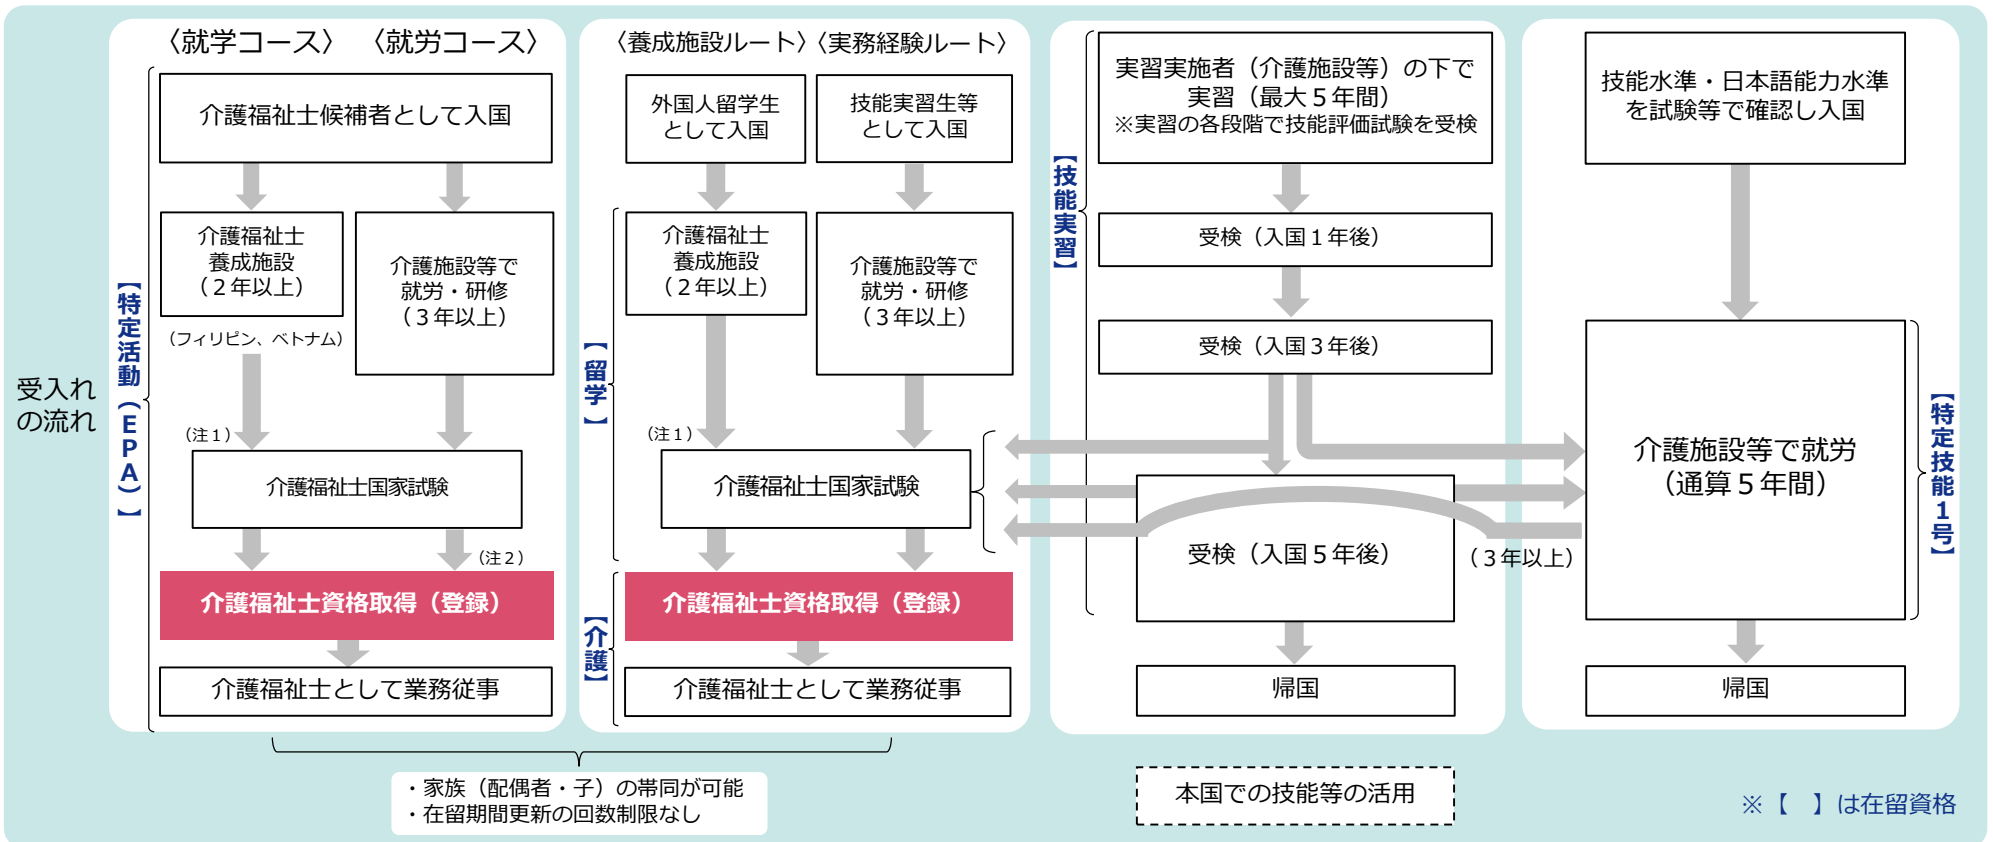 受入れ
の流れ
〈就学コース〉
〈就労コース〉
【特定活動（ＥＰＡ）】
介護福祉士候補者として入国
介護福祉士
養成施設
（２年以上）
（フィリピン、ベトナム）
介護施設等で
就労・研修
（３年以上）
（注１）
介護福祉士国家試験
（注２）
介護福祉士資格取得（登録）
介護福祉士として業務従事
〈養成施設ルート〉
〈実務経験ルート〉
外国人留学生
として入国
技能実習生等
として入国
【留学】
介護福祉士
養成施設
（２年以上）
介護施設等で
就労・研修
（３年以上）
（注１）
介護福祉士国家試験
【介護】
介護福祉士資格取得（登録）
介護福祉士として業務従事
・家族（配偶者・子）の帯同が可能
・在留期間更新の回数制限なし
【技能実習】
実習実施者（介護施設等）の下で
実習（最大５年間）
※実習の各段階で技能評価試験を受検
受検（入国１年後）
受検（入国３年後）
受検（入国５年後）
帰国
本国での技能等の活用
技能水準・日本語能力水準
を試験等で確認し入国
介護施設等で就労
（通算５年間）
（３年以上）
【特定技能１号】
帰国
※【　】は在留資格